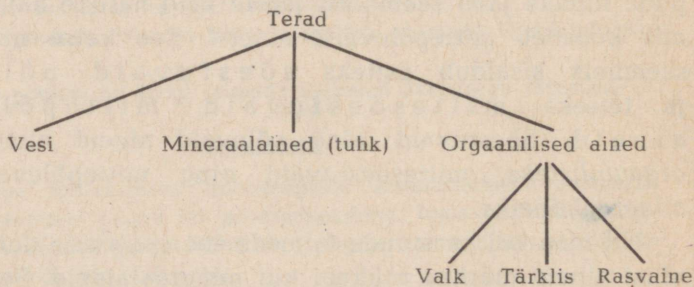 Terad
Vesi Mineraalained (tuhk) Orgaanilised ained
Valk Tärklis Rasvaine